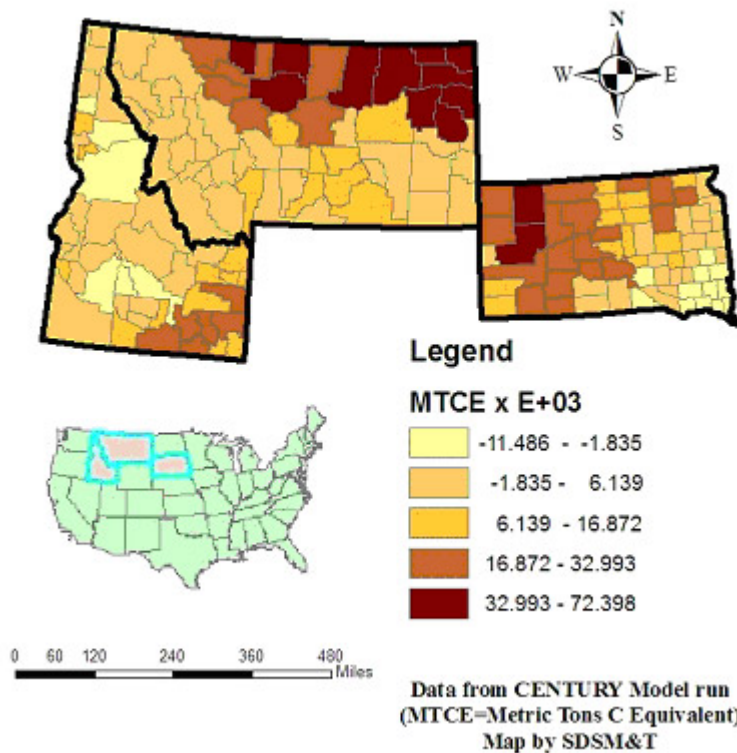 N
W E
S
Legend
MTCE x E+03
-11.486 - -1.835
-1.835 - 6.139
6.139 - 16.872
16.872 - 32.993
32.993 - 72.398
0 60 120 240 360 480
Miles
Data from CENTURY Model run
(MTCE=Metric Tons C Equivalent)
Map by SDSM&T